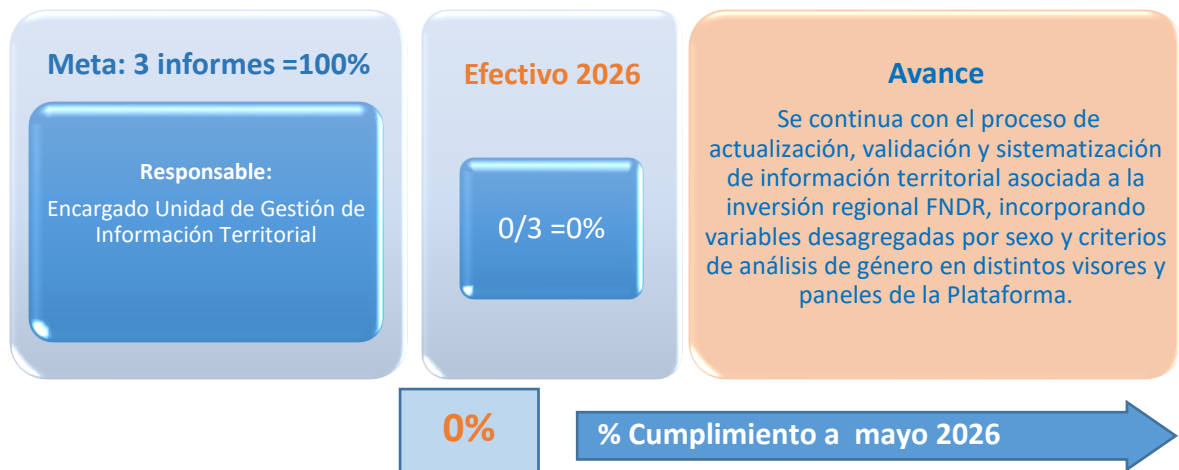 Meta: 3 informes =100%
Responsable:
Encargado Unidad de Gestión de
Información Territorial
Efectivo 2026
0/3 =0%
Avance
Se continua con el proceso de
actualización, validación y sistematización
de información territorial asociada a la
inversión regional FNDR, incorporando
variables desagregadas por sexo y criterios
de análisis de género en distintos visores y
paneles de la Plataforma.
0%
% Cumplimiento a  mayo 2026